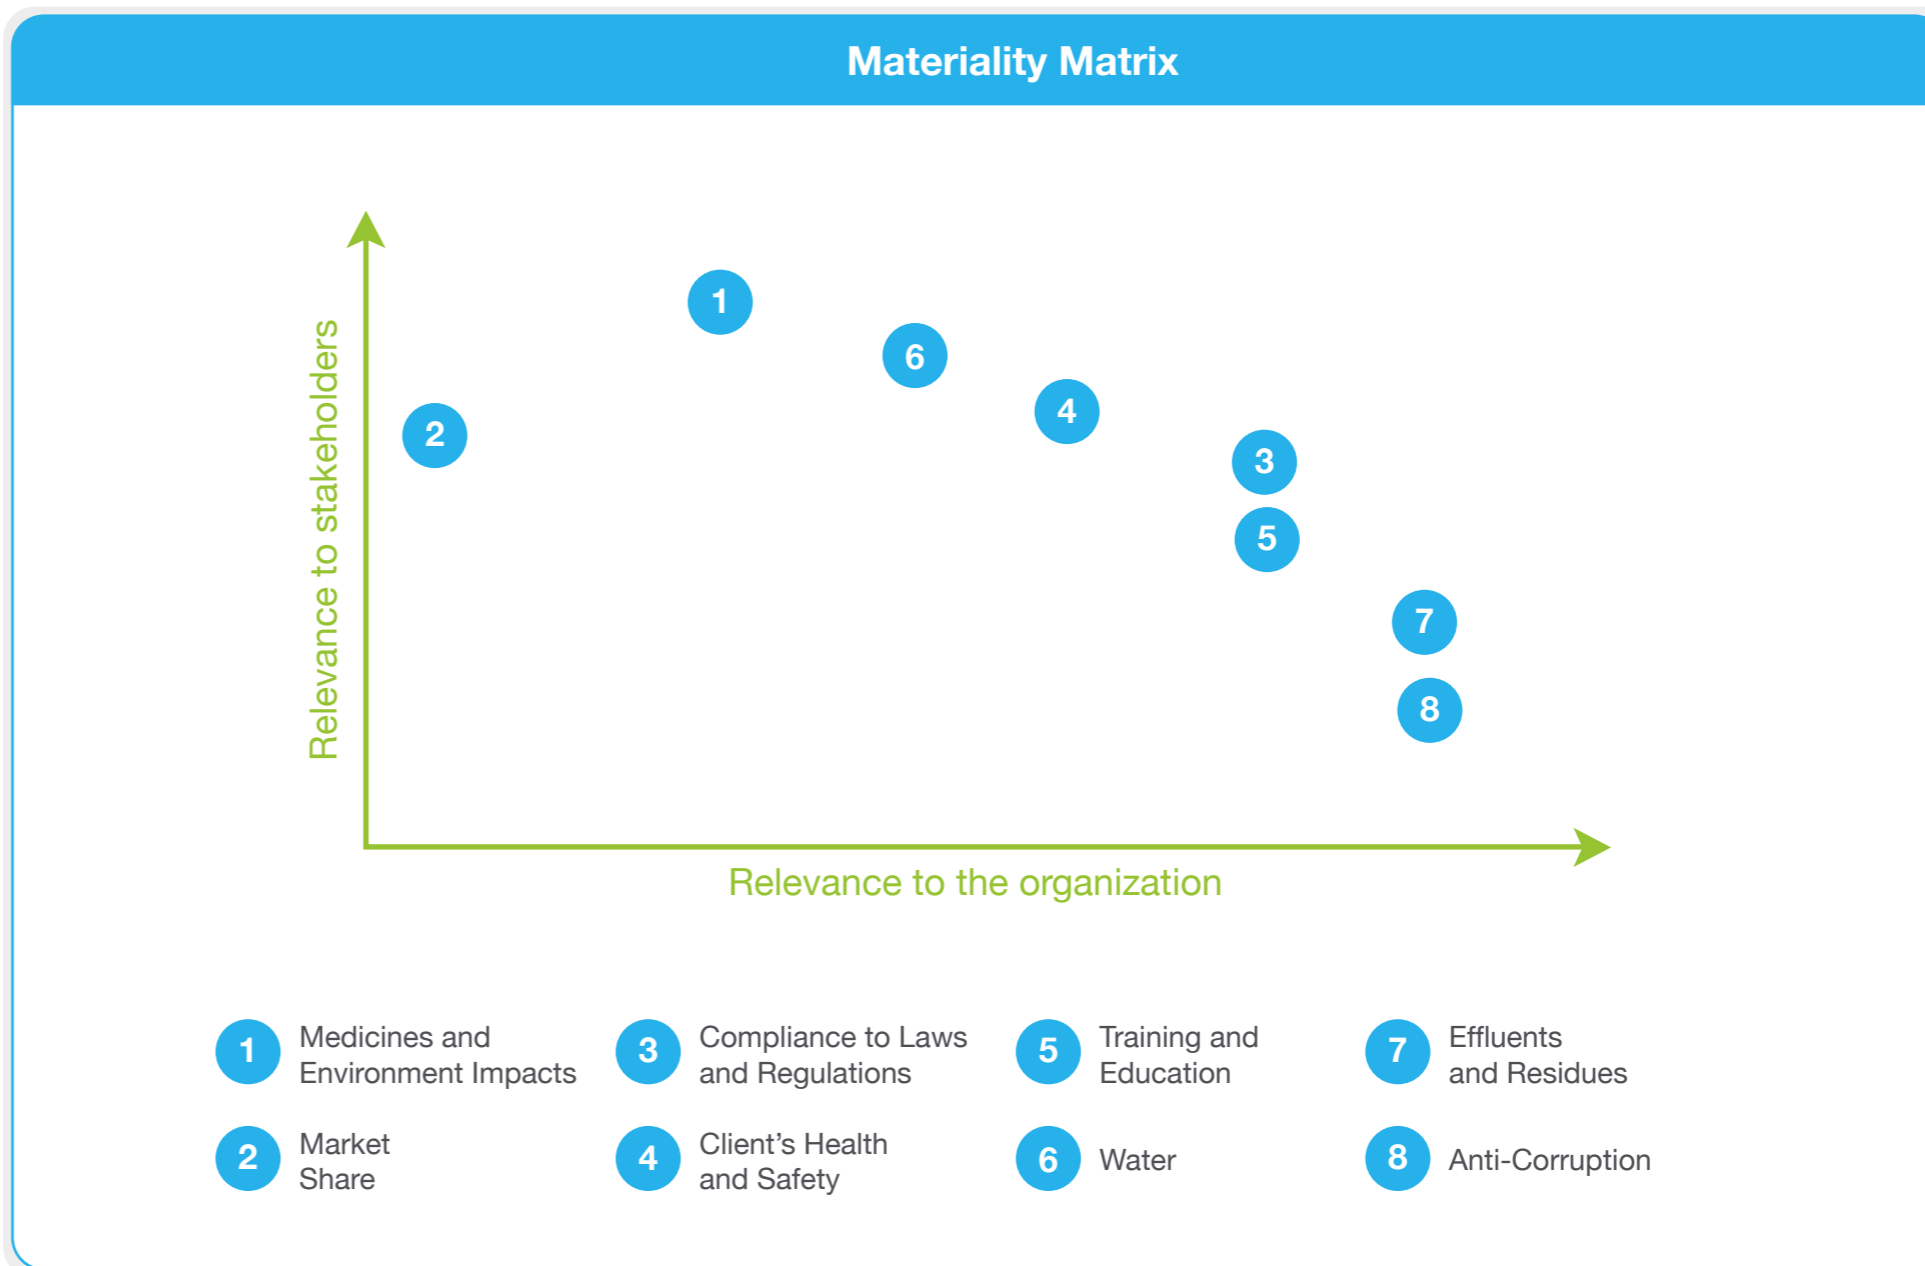 Materiality Matrix
Relevance to stakeholders
1
6
4
2
3
5
7
8
Relevance to the organization
1 Medicines and
Environment Impacts
3 Compliance to Laws
and Regulations
5 Training and
Education
7 Effluents
and Residues
2 Market
Share
4 Client’s Health
and Safety
6 Water
8 Anti-Corruption